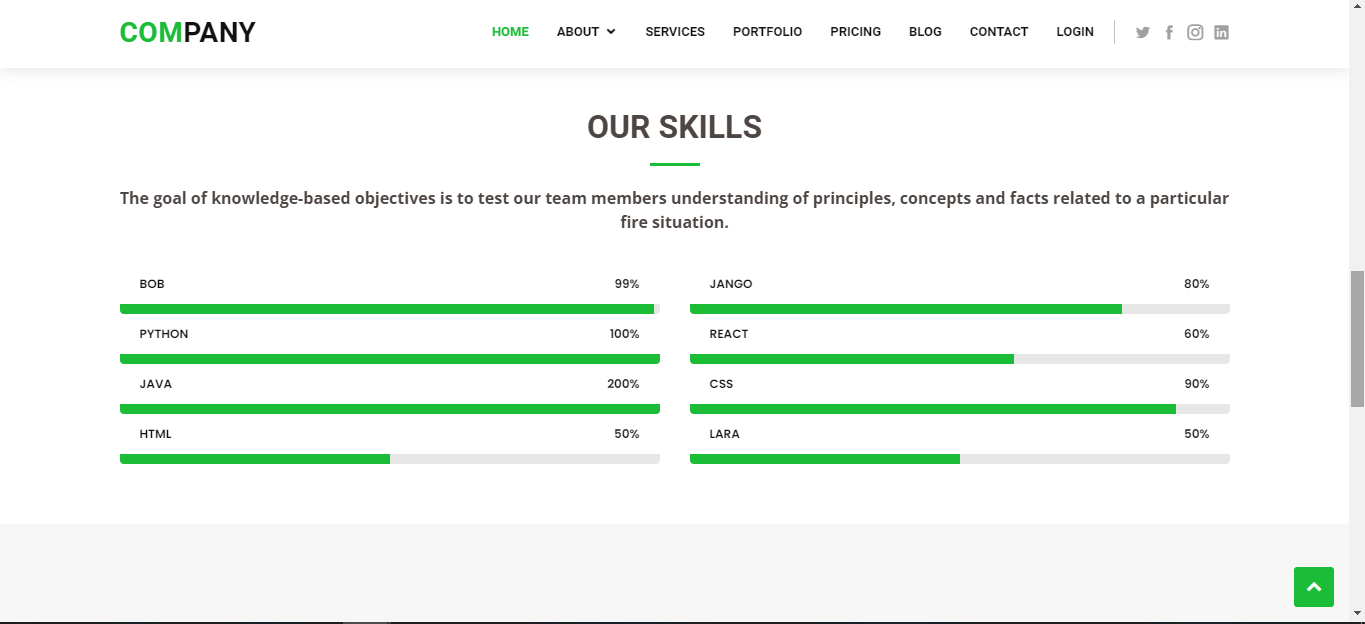 COMPANY
HOME ABOUT SERVICES PORTFOLIO PRICING BLOG CONTACT LOGIN
OUR SKILLS
The goal of knowledge-based objectives is to test our team members understanding of principles, concepts and facts related to a particular
fire situation.
BOB 99%
JANGO 80%
PYTHON 100%
REACT 60%
JAVA 200%
CSS 90%
HTML 50%
LARA 50%